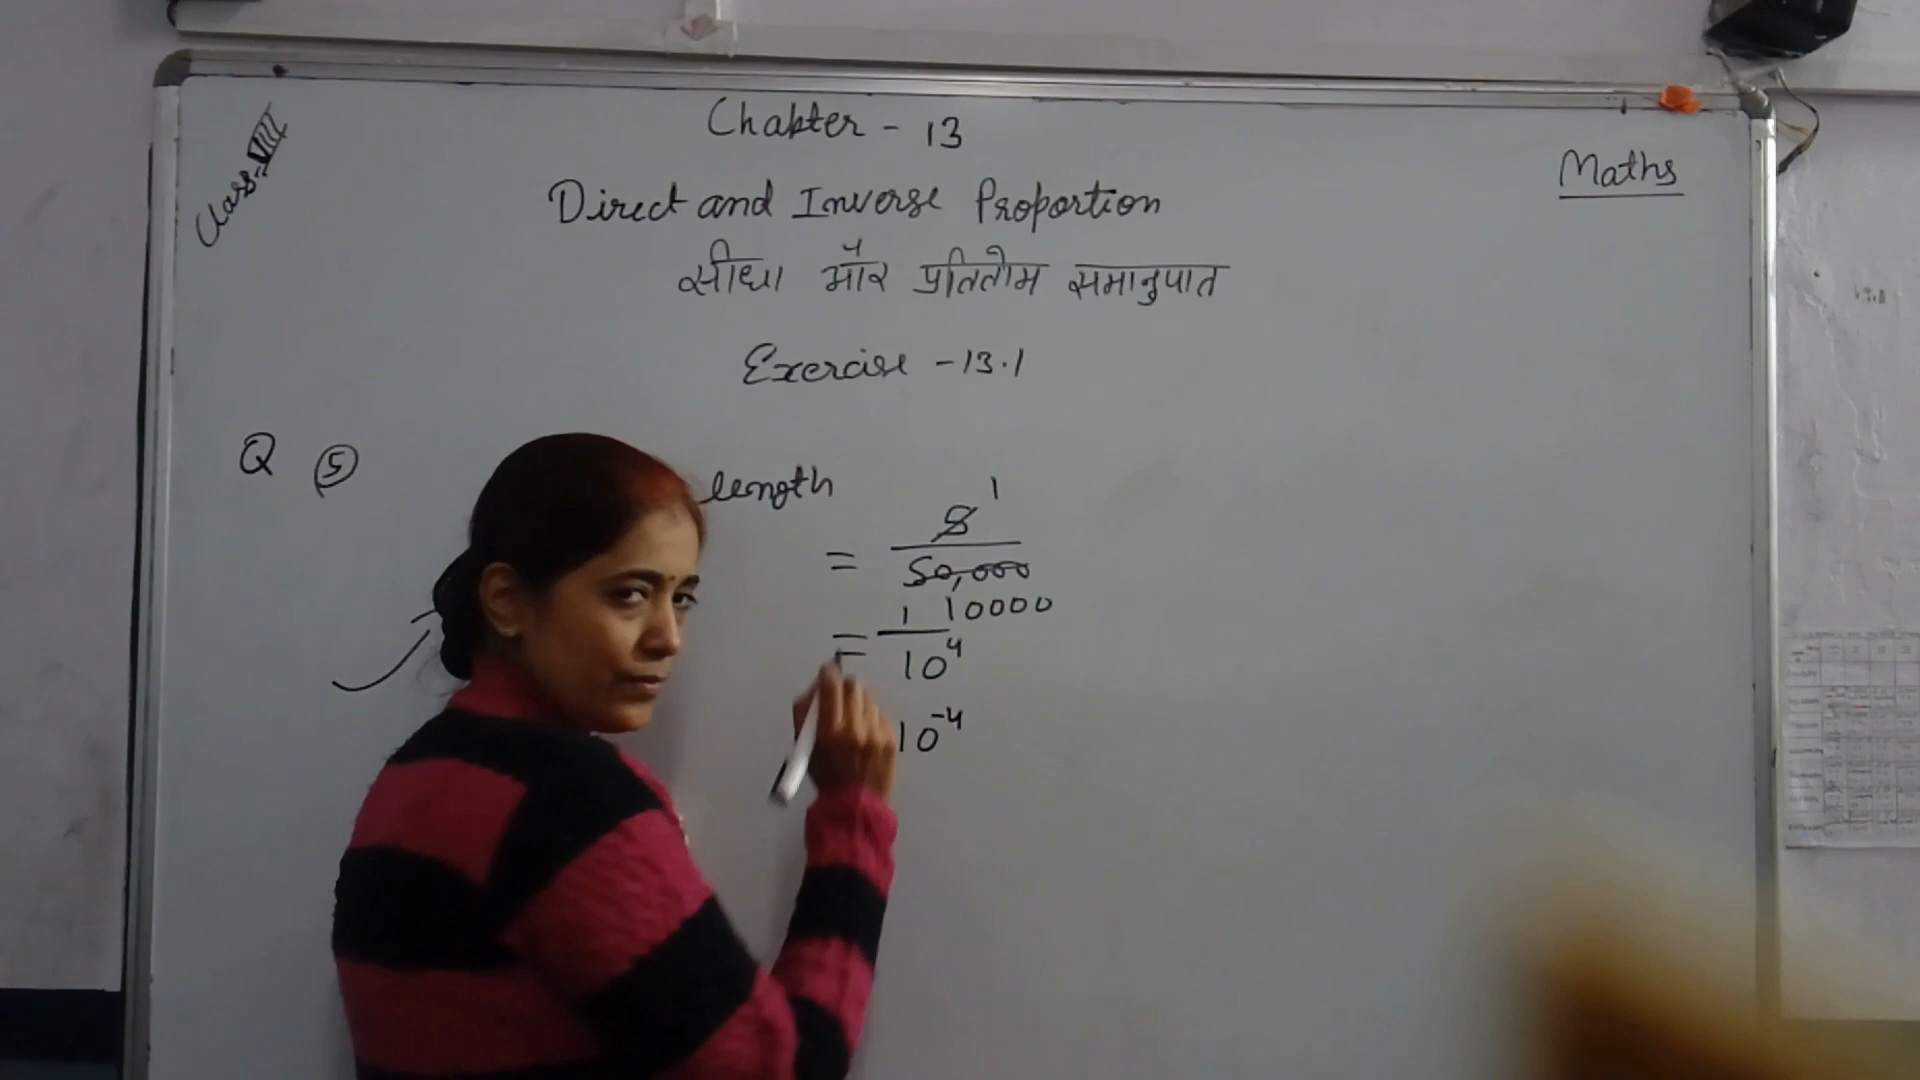 Class-VIII
Chapter - 13
Maths
Direct and Inverse Proportion
सीधा और प्रतिलोम समानुपात
Exercise - 13.1
Q 5
length
1
= 5
50,000
10000
= 1
10⁴
= 10⁻⁴